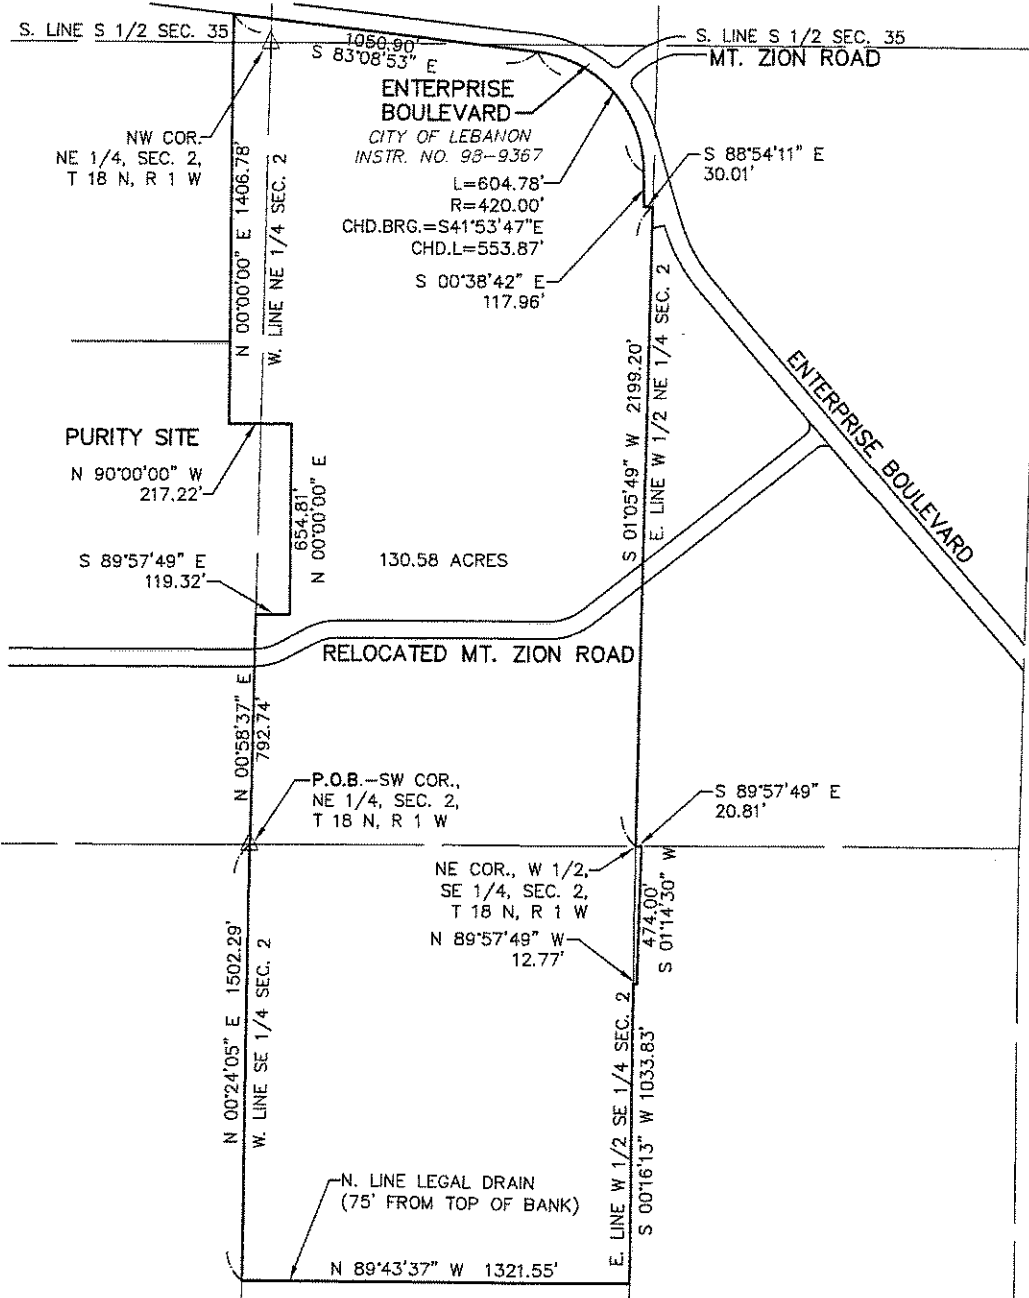 S. LINE S 1/2 SEC. 35
1050.90'
S 83°08'53" E
S. LINE S 1/2 SEC. 35
MT. ZION ROAD
ENTERPRISE
BOULEVARD
CITY OF LEBANON
INSTR. NO. 98-9367
NW COR.
NE 1/4, SEC. 2,
T 18 N, R 1 W
N 00°00'00" E 1406.78'
W. LINE NE 1/4 SEC. 2
L=604.78'
R=420.00'
CHD.BRG.=S41°53'47"E
CHD.L=553.87'
S 88°54'11" E
30.01'
S 00°38'42" E
117.96'
S 01°05'49" W 2199.20'
E. LINE W 1/2 NE 1/4 SEC. 2
ENTERPRISE BOULEVARD
PURITY SITE
N 90°00'00" W
217.22'
654.81'
N 00°00'00" E
S 89°57'49" E
119.32'
130.58 ACRES
RELOCATED MT. ZION ROAD
N 00°58'37" E
792.74'
P.O.B.-SW COR.,
NE 1/4, SEC. 2,
T 18 N, R 1 W
S 89°57'49" E
20.81'
NE COR., W 1/2,
SE 1/4, SEC. 2,
T 18 N, R 1 W
474.00'
S 01°14'30" W
N 89°57'49" W
12.77'
N 00°24'05" E 1502.29'
W. LINE SE 1/4 SEC. 2
E. LINE W 1/2 SE 1/4 SEC. 2
S 00°16'13" W 1033.83'
N. LINE LEGAL DRAIN
(75' FROM TOP OF BANK)
N 89°43'37" W 1321.55'